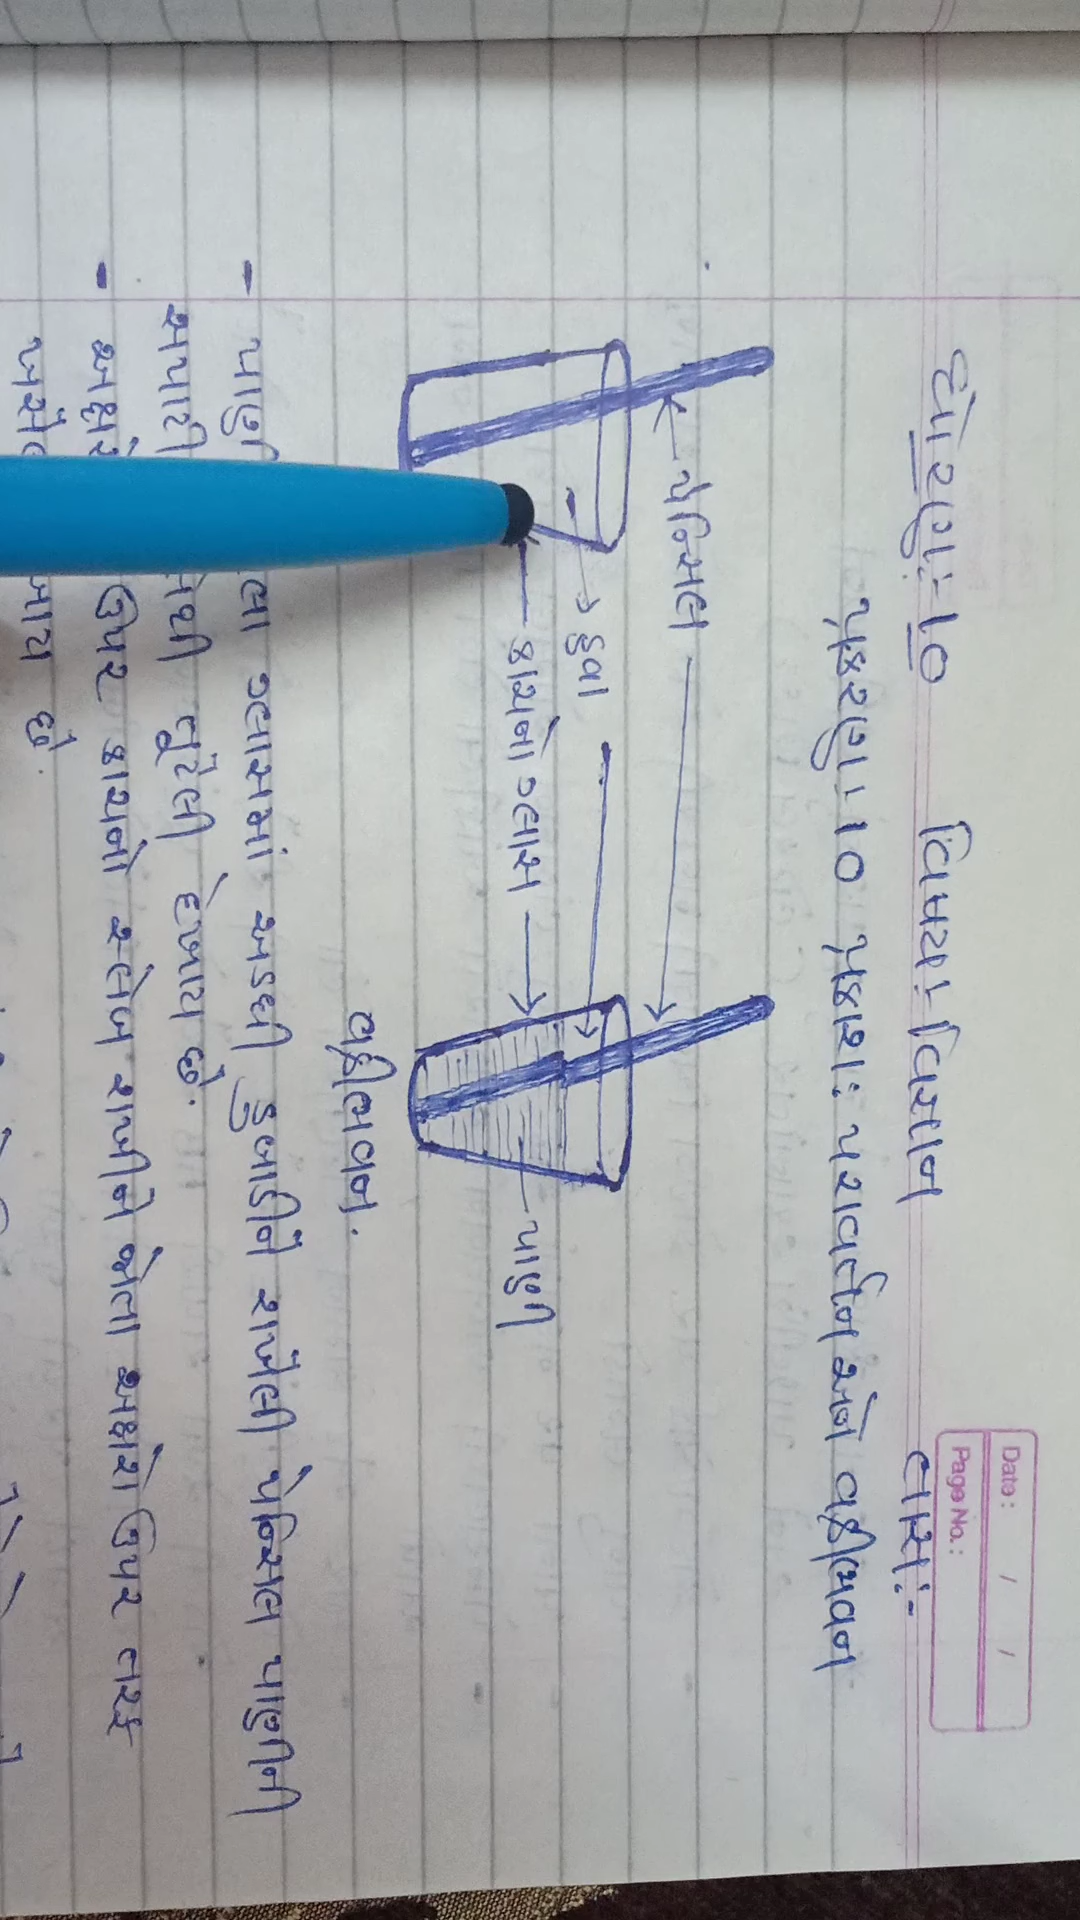 Date: / /
Page No.:
ધોરણ:-10 વિષય:- વિજ્ઞાન તાસ:-
પ્રકરણ:-10 પ્રકાશ: પરાવર્તન અને વક્રીભવન
પેન્સિલ
હવા
કાચનો ગ્લાસ
પાણી
વક્રીભવન.
- પાણી લા ગ્લાસમાં અડધી ડુબાડીને રાખેલી પેન્સિલ પાણીની
સપાટી તૂટેલી દેખાય છે.
- ઉપર કાચનો સ્લેબ રાખીને જોતા અક્ષરો ઉપર તરફ
છે.